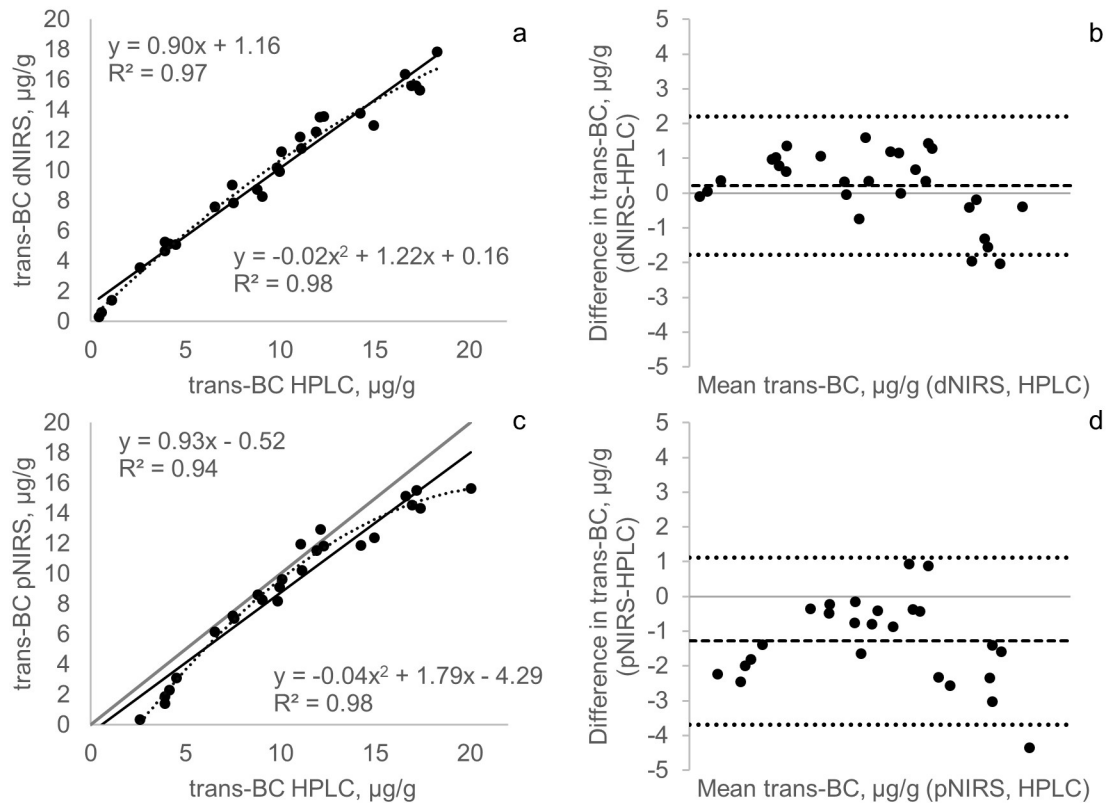 a
y = 0.90x + 1.16
R² = 0.97
y = -0.02x² + 1.22x + 0.16
R² = 0.98
trans-BC dNIRS, µg/g
20
18
16
14
12
10
8
6
4
2
0
0 5 10 15 20
trans-BC HPLC, µg/g
b
Difference in trans-BC, µg/g
(dNIRS-HPLC)
5
4
3
2
1
0
-1
-2
-3
-4
-5
Mean trans-BC, µg/g (dNIRS, HPLC)
c
y = 0.93x - 0.52
R² = 0.94
y = -0.04x² + 1.79x - 4.29
R² = 0.98
trans-BC pNIRS, µg/g
20
18
16
14
12
10
8
6
4
2
0
0 5 10 15 20
trans-BC HPLC, µg/g
d
Difference in trans-BC, µg/g
(pNIRS-HPLC)
5
4
3
2
1
0
-1
-2
-3
-4
-5
Mean trans-BC, µg/g (pNIRS, HPLC)